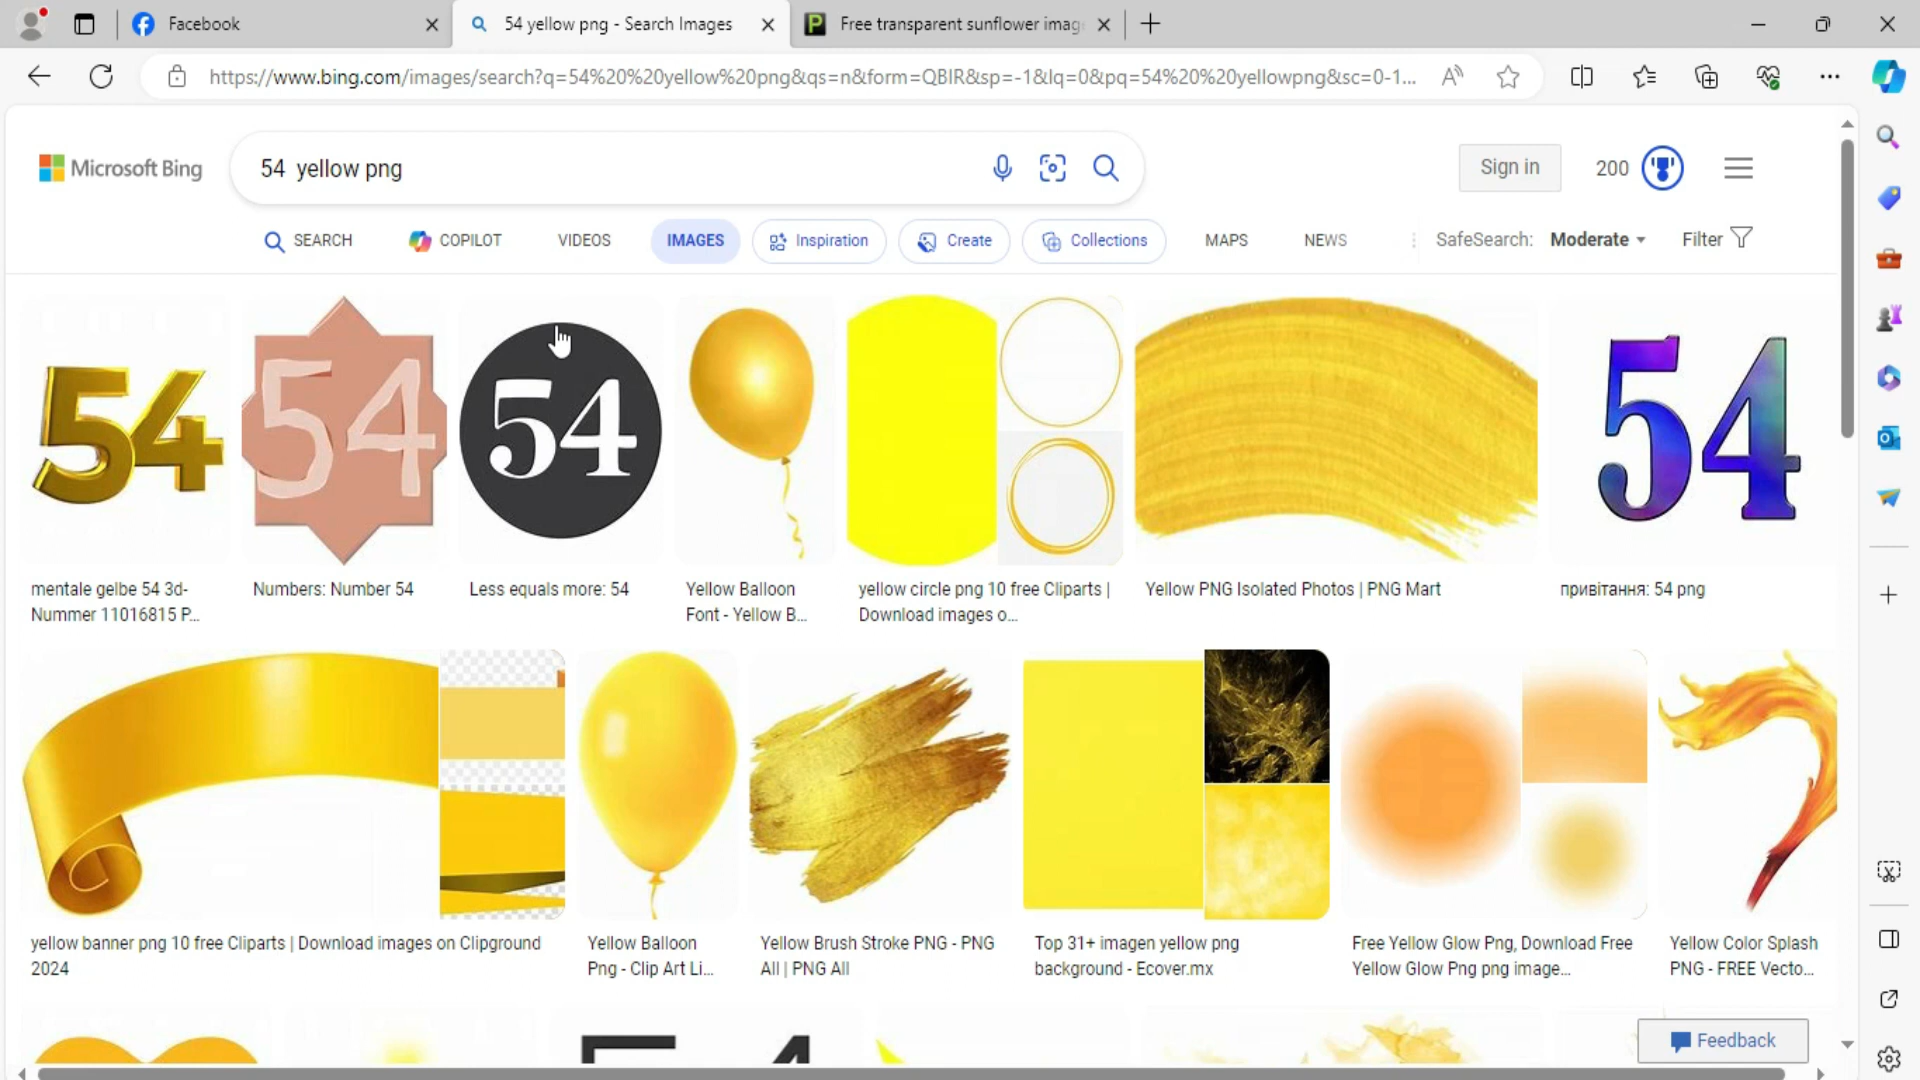 Facebook
54 yellow png - Search Images
Free transparent sunflower imag
https://www.bing.com/images/search?q=54%20%20yellow%20png&qs=n&form=QBIR&sp=-1&lq=0&pq=54%20%20yellowpng&sc=0-1...
Microsoft Bing
54  yellow png
Sign in
200
SEARCH
COPILOT
VIDEOS
IMAGES
Inspiration
Create
Collections
MAPS
NEWS
SafeSearch: Moderate
Filter
54
54
54
54
mentale gelbe 54 3d-
Nummer 11016815 P...
Numbers: Number 54
Less equals more: 54
Yellow Balloon
Font - Yellow B...
yellow circle png 10 free Cliparts |
Download images o...
Yellow PNG Isolated Photos | PNG Mart
привітання: 54 png
yellow banner png 10 free Cliparts | Download images on Clipground
2024
Yellow Balloon
Png - Clip Art Li...
Yellow Brush Stroke PNG - PNG
All | PNG All
Top 31+ imagen yellow png
background - Ecover.mx
Free Yellow Glow Png, Download Free
Yellow Glow Png png image...
Yellow Color Splash
PNG - FREE Vecto...
Feedback